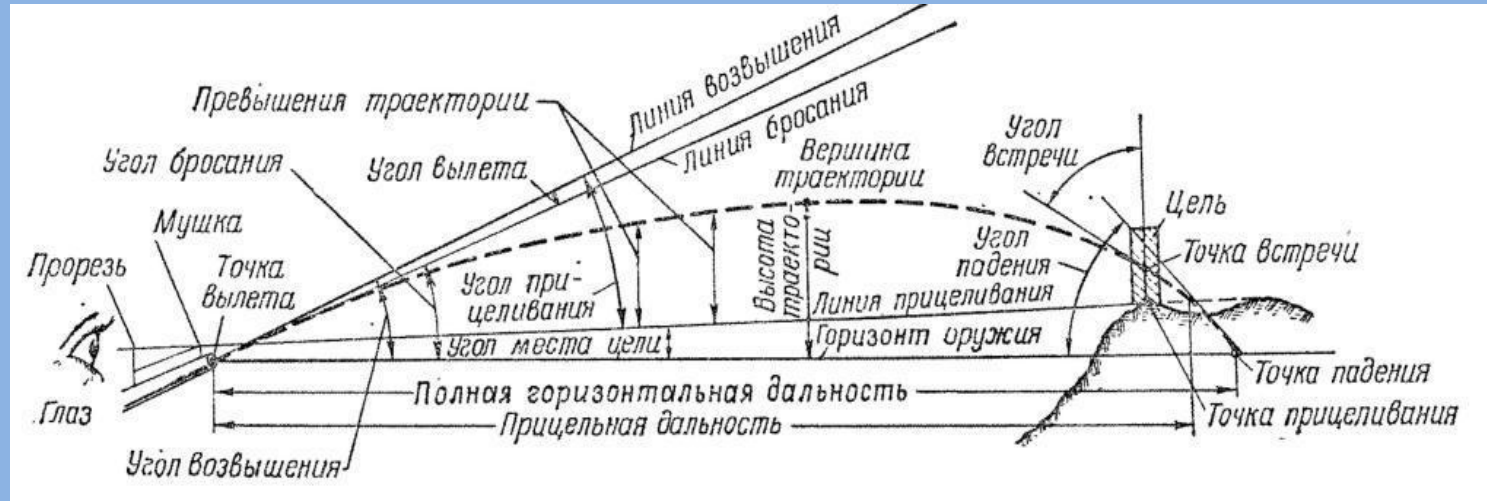 Превышения траектории
Линия возвышения
Линия бросания
Угол бросания
Угол вылета
Вершина
траектории
Угол
встречи
Цель
Мушка
Прорезь
Точка
вылета
Угол при-
целивания
Высота
траекто-
рии
Угол
падения
Точка встречи
Линия прицеливания
Угол места цели
Горизонт оружия
Глаз
Полная горизонтальная дальность
Точка падения
Прицельная дальность
Точка прицеливания
Угол возвышения